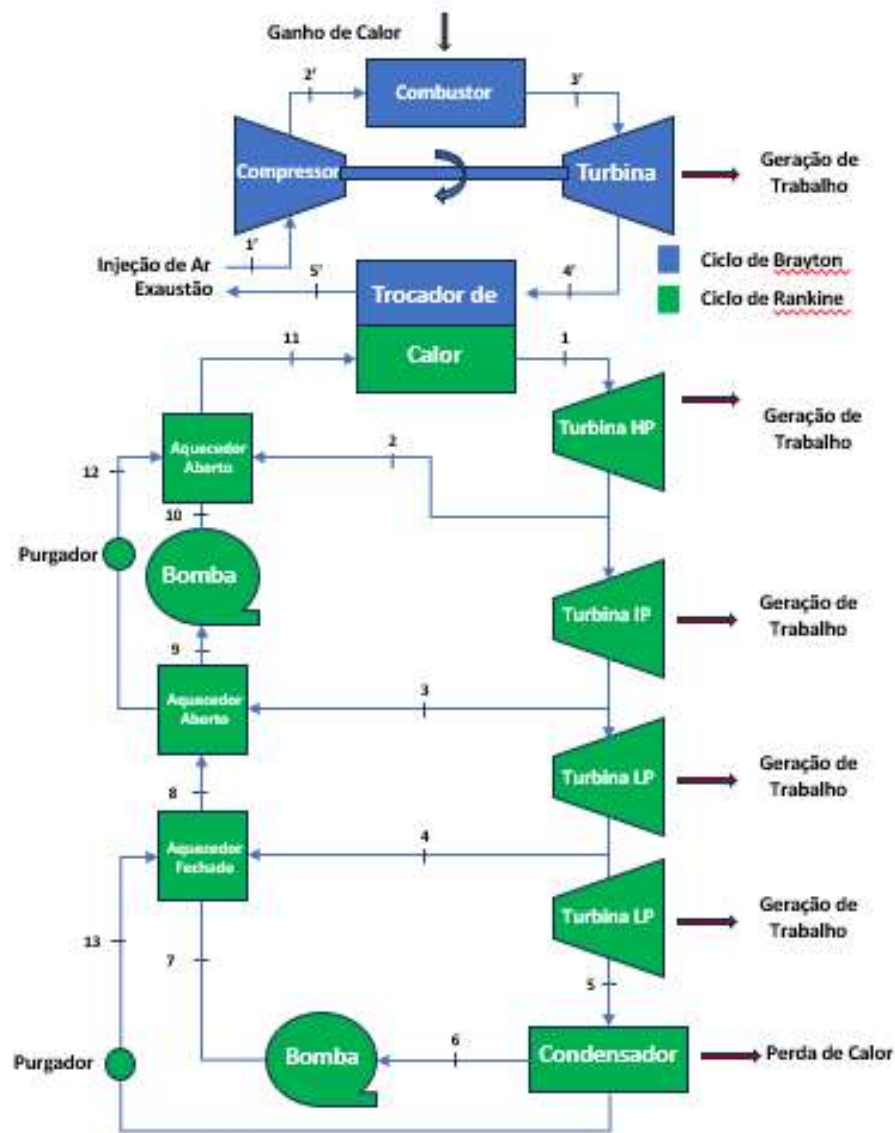 Ganho de Calor
2'
Combustor
3'
Compressor
Turbina
Geração de
Trabalho
1'
Injeção de Ar
Exaustão
5'
Trocador de
4'
Ciclo de Brayton
Ciclo de Rankine
11
Calor
1
Turbina HP
Geração de
Trabalho
Aquecedor
Aberto
2
12
10
Purgador
Bomba
Turbina IP
Geração de
Trabalho
9
Aquecedor
Aberto
3
Turbina LP
Geração de
Trabalho
8
Aquecedor
Fechado
4
Turbina LP
Geração de
Trabalho
13
7
5
6
Purgador
Bomba
Condensador
Perda de Calor